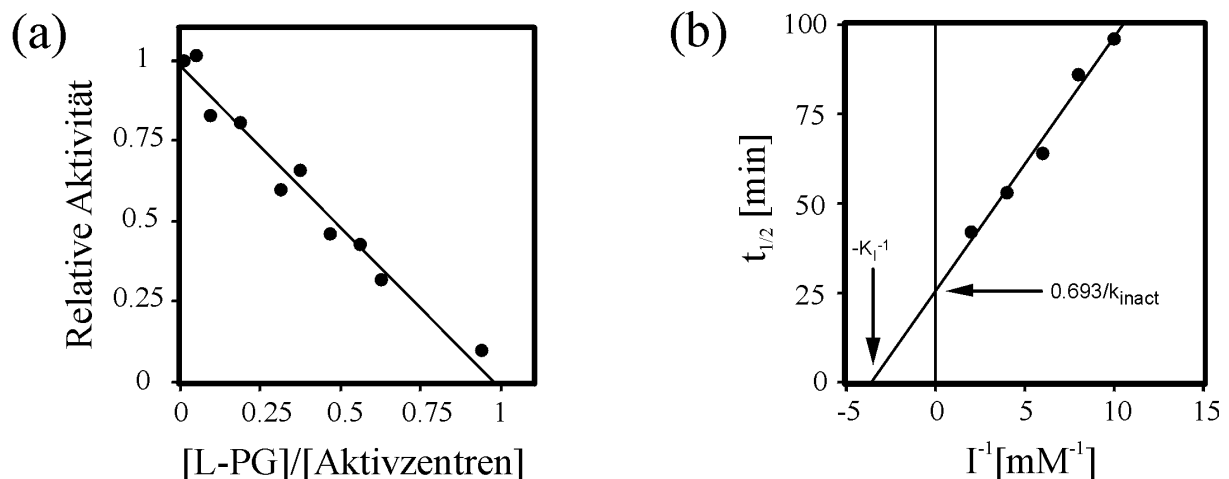 (a)
Relative Aktivität
1
0.75
0.5
0.25
0
0 0.25 0.5 0.75 1
[L-PG]/[Aktivzentren]
(b)
t1/2 [min]
100
75
50
25
0
-KI-1
0.693/kinact
-5 0 5 10 15
I-1[mM-1]